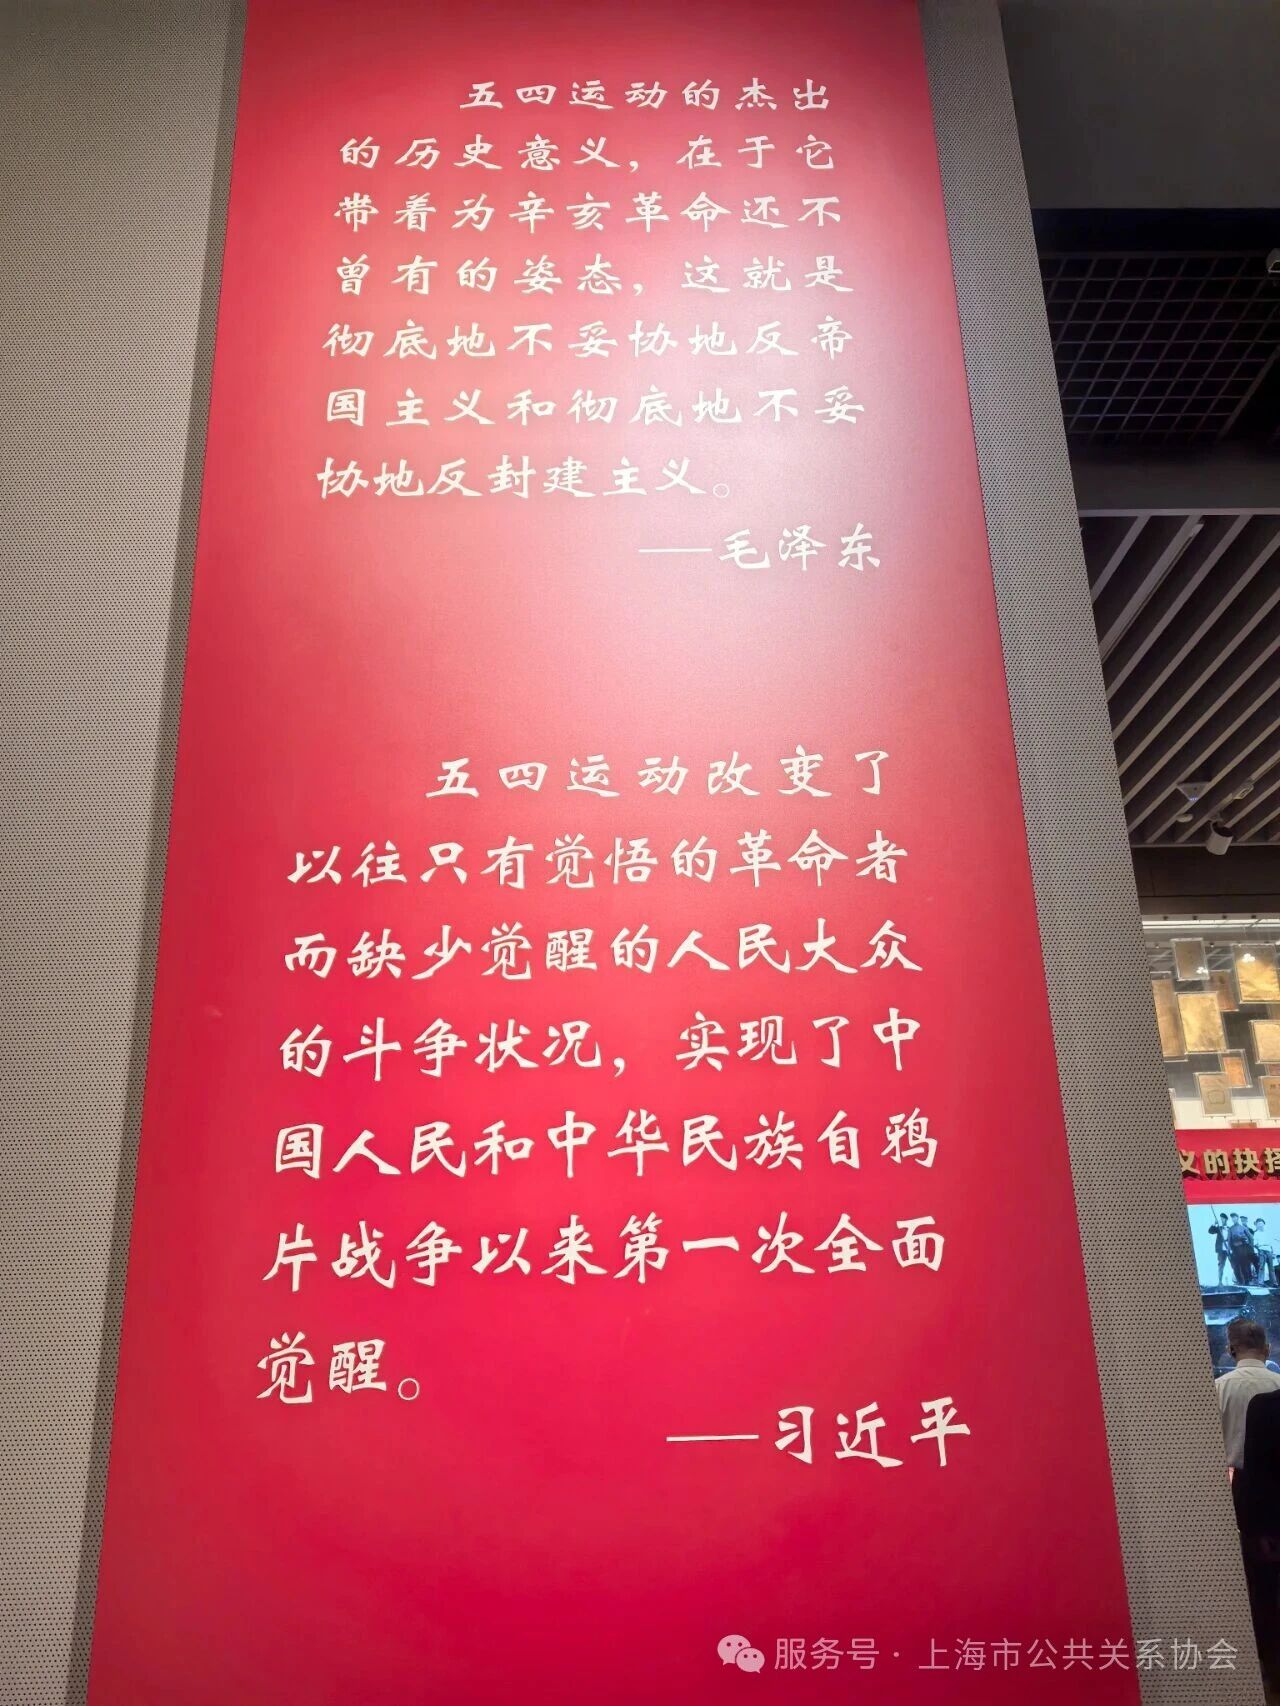 五四运动的杰出
的历史意义，在于它
带着为辛亥革命还不
曾有的姿态，这就是
彻底地不妥协地反帝
国主义和彻底地不妥
协地反封建主义。
——毛泽东
五四运动改变了
以往只有觉悟的革命者
而缺少觉醒的人民大众
的斗争状况，实现了中
国人民和中华民族自鸦
片战争以来第一次全面
觉醒。
——习近平
义的抉择
服务号·上海市公共关系协会